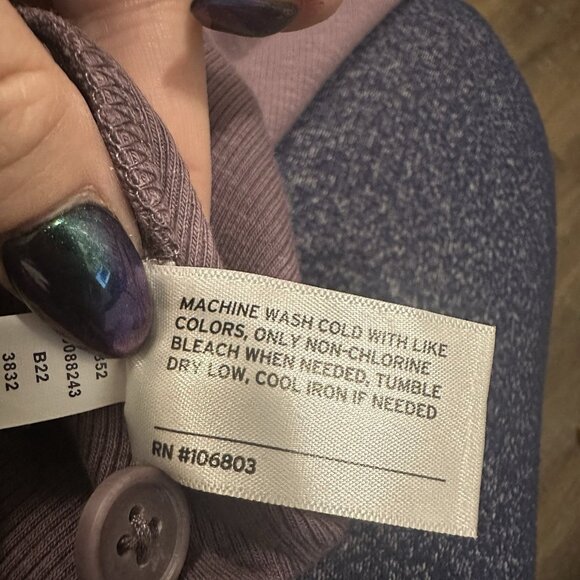 MACHINE WASH COLD WITH LIKE
COLORS, ONLY NON-CHLORINE
BLEACH WHEN NEEDED, TUMBLE
DRY LOW, COOL IRON IF NEEDED
RN #106803
B22
3832